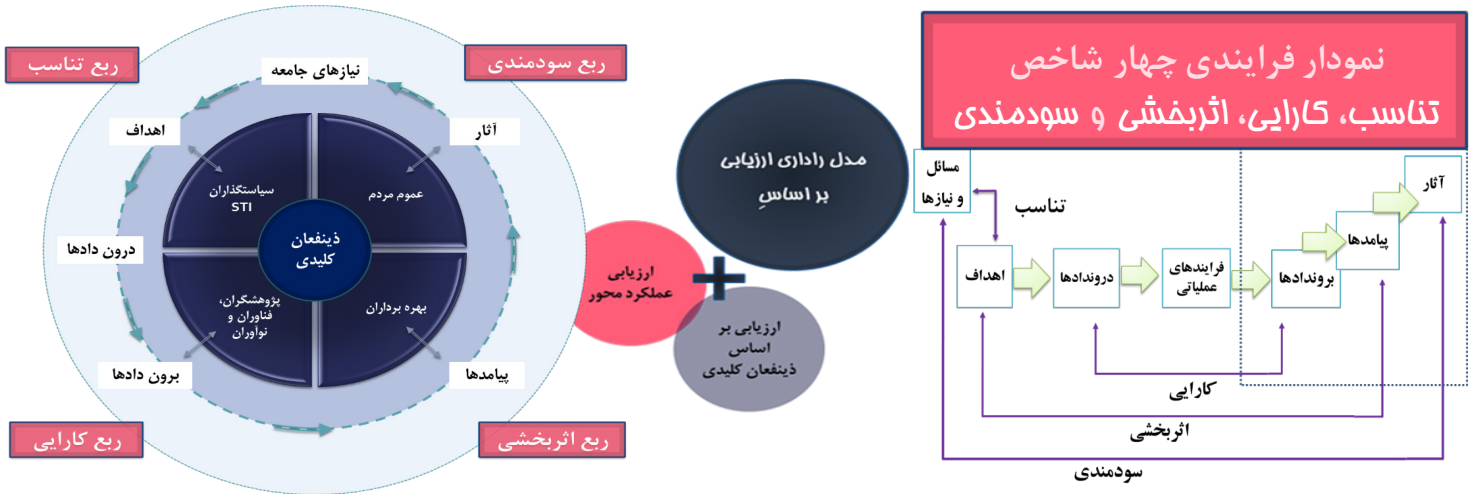 نمودار فرایندی چهار شاخص
تناسب، کارایی، اثربخشی و سودمندی
مسائل
و نیازها
تناسب
اهداف
دروندادها
فرایندهای
عملیاتی
بروندادها
پیامدها
آثار
کارایی
اثربخشی
سودمندی
مدل راداری ارزیابی
بر اساسِ
ارزیابی
عملکرد محور
ارزیابی بر
اساس
ذینفعان کلیدی
ربع سودمندی
ربع تناسب
نیازهای جامعه
آثار
اهداف
عموم مردم
سیاستگذاران
STI
ذینفعان
کلیدی
درون دادها
بهره برداران
پژوهشگران،
فناوران و
نوآوران
پیامدها
برون دادها
ربع اثربخشی
ربع کارایی